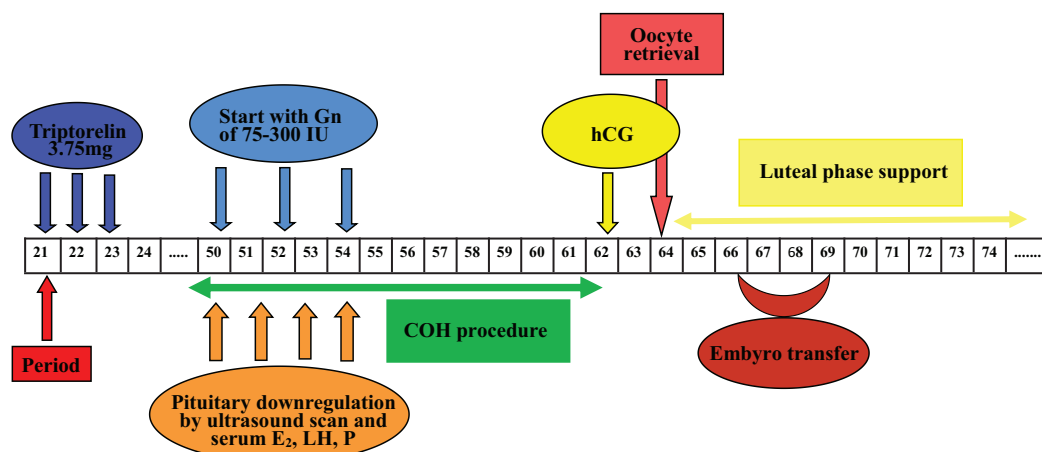 Oocyte
retrieval
Triptorelin
3.75mg
Start with Gn
of 75-300 IU
hCG
Luteal phase support
21 22 23 24 ..... 50 51 52 53 54 55 56 57 58 59 60 61 62 63 64 65 66 67 68 69 70 71 72 73 74 .......
COH procedure
Period
Embyro transfer
Pituitary downregulation
by ultrasound scan and
serum E₂, LH, P